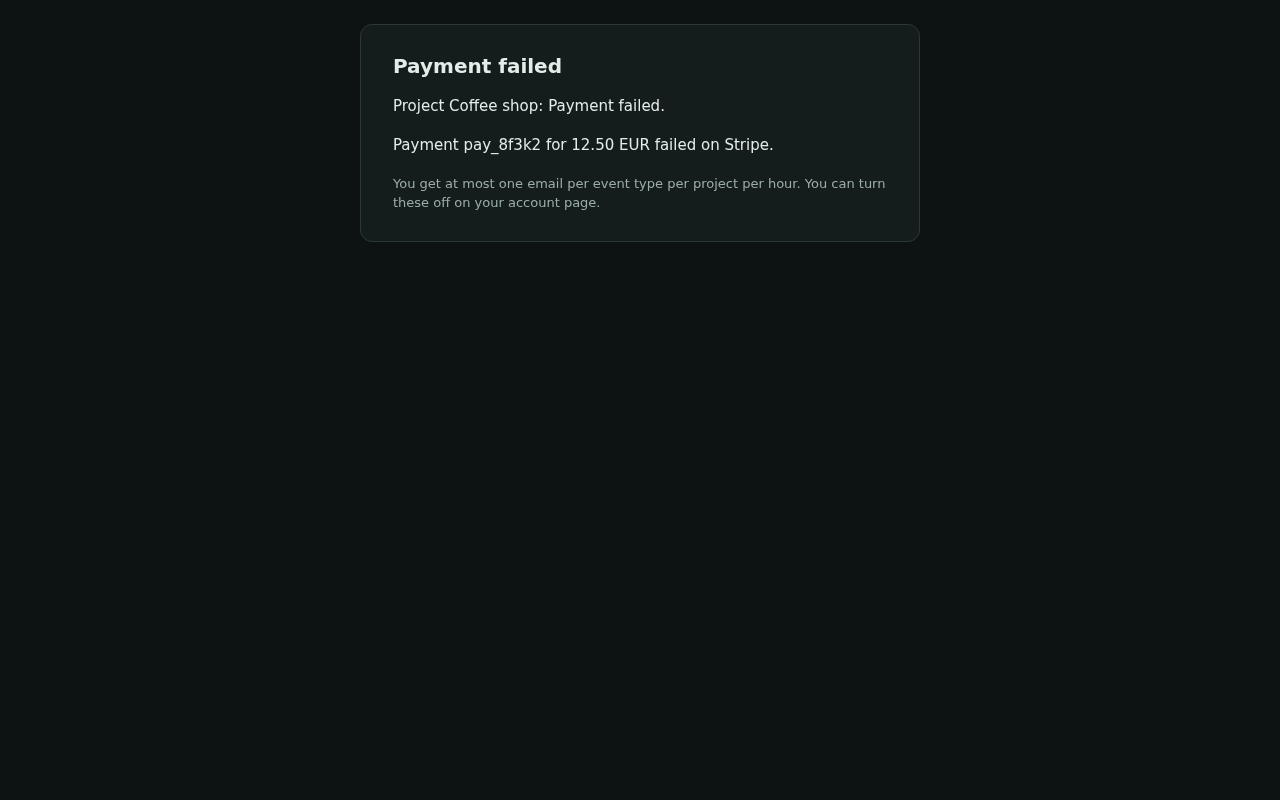 Payment failed
Project Coffee shop: Payment failed.
Payment pay_8f3k2 for 12.50 EUR failed on Stripe.
You get at most one email per event type per project per hour. You can turn
these off on your account page.